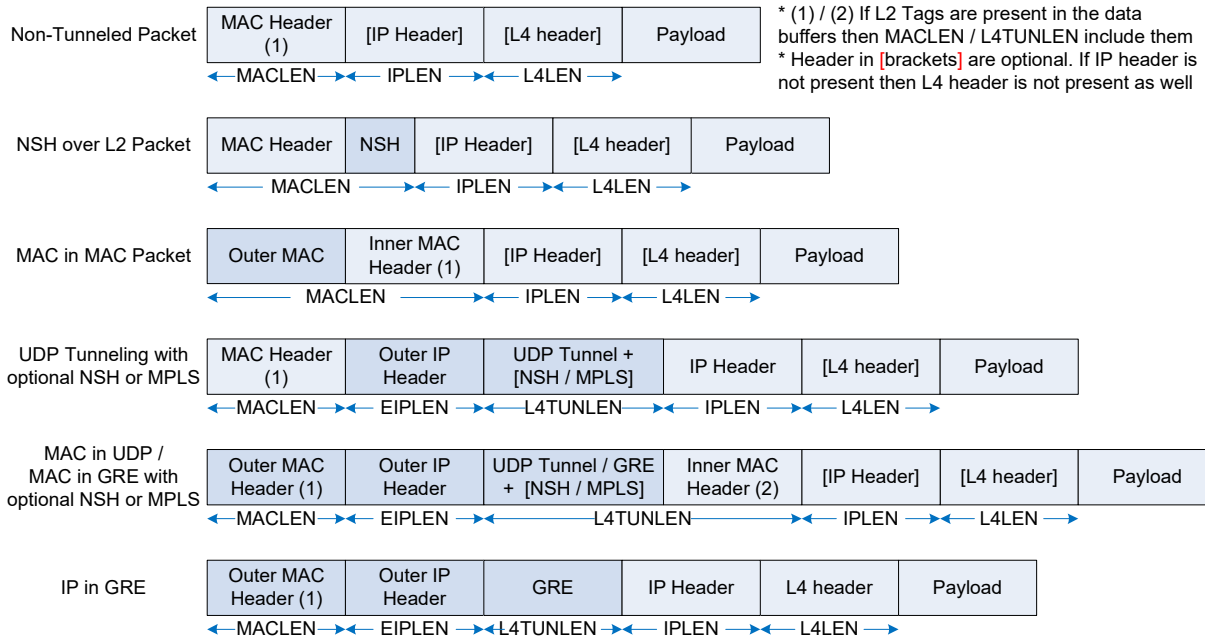 Non-Tunneled Packet
MAC Header
(1)
[IP Header]
[L4 header]
Payload
MACLEN
IPLEN
L4LEN
* (1) / (2) If L2 Tags are present in the data
buffers then MACLEN / L4TUNLEN include them
* Header in [brackets] are optional. If IP header is
not present then L4 header is not present as well
NSH over L2 Packet
MAC Header
NSH
[IP Header]
[L4 header]
Payload
MACLEN
IPLEN
L4LEN
MAC in MAC Packet
Outer MAC
Inner MAC
Header (1)
[IP Header]
[L4 header]
Payload
MACLEN
IPLEN
L4LEN
UDP Tunneling with
optional NSH or MPLS
MAC Header
(1)
Outer IP
Header
UDP Tunnel +
[NSH / MPLS]
IP Header
[L4 header]
Payload
MACLEN
EIPLEN
L4TUNLEN
IPLEN
L4LEN
MAC in UDP /
MAC in GRE with
optional NSH or MPLS
Outer MAC
Header (1)
Outer IP
Header
UDP Tunnel / GRE
+ [NSH / MPLS]
Inner MAC
Header (2)
[IP Header]
[L4 header]
Payload
MACLEN
EIPLEN
L4TUNLEN
IPLEN
L4LEN
IP in GRE
Outer MAC
Header (1)
Outer IP
Header
GRE
IP Header
L4 header
Payload
MACLEN
EIPLEN
L4TUNLEN
IPLEN
L4LEN